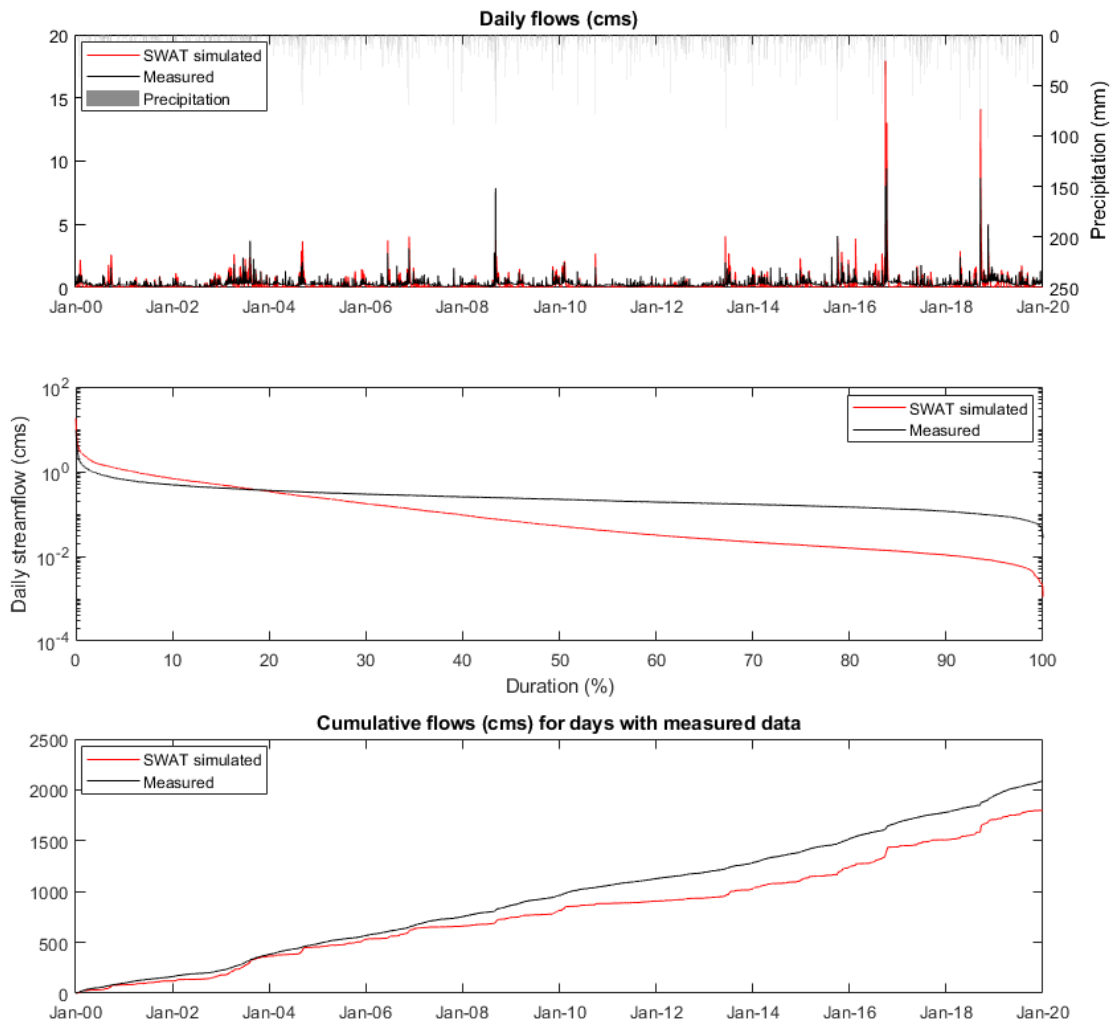 Daily flows (cms)
20
15
10
5
0
SWAT simulated
Measured
Precipitation
0
50
100
150
200
250
Precipitation (mm)
Jan-00 Jan-02 Jan-04 Jan-06 Jan-08 Jan-10 Jan-12 Jan-14 Jan-16 Jan-18 Jan-20
Daily streamflow (cms)
10^2
10^0
10^-2
10^-4
SWAT simulated
Measured
0 10 20 30 40 50 60 70 80 90 100
Duration (%)
Cumulative flows (cms) for days with measured data
2500
2000
1500
1000
500
0
SWAT simulated
Measured
Jan-00 Jan-02 Jan-04 Jan-06 Jan-08 Jan-10 Jan-12 Jan-14 Jan-16 Jan-18 Jan-20